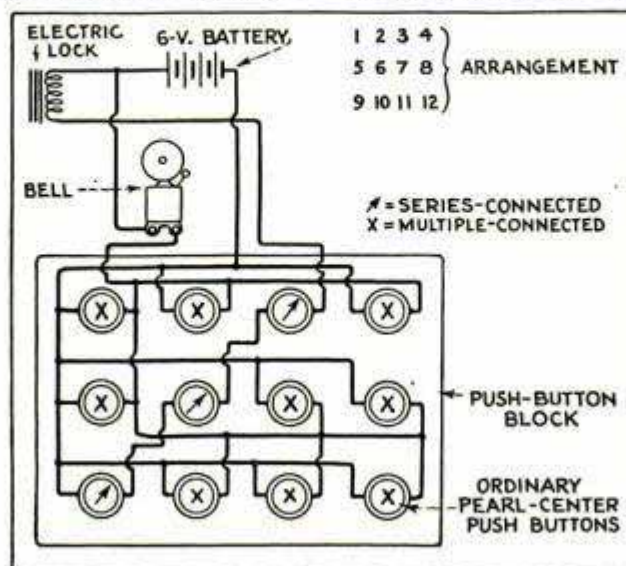 ELECTRIC
LOCK
6-V. BATTERY
1 2 3 4
5 6 7 8
9 10 11 12
ARRANGEMENT
BELL
↗ = SERIES-CONNECTED
X = MULTIPLE-CONNECTED
X X ↗ X
X ↗ X X
↗ X X X
PUSH-BUTTON
BLOCK
ORDINARY
PEARL-CENTER
PUSH BUTTONS